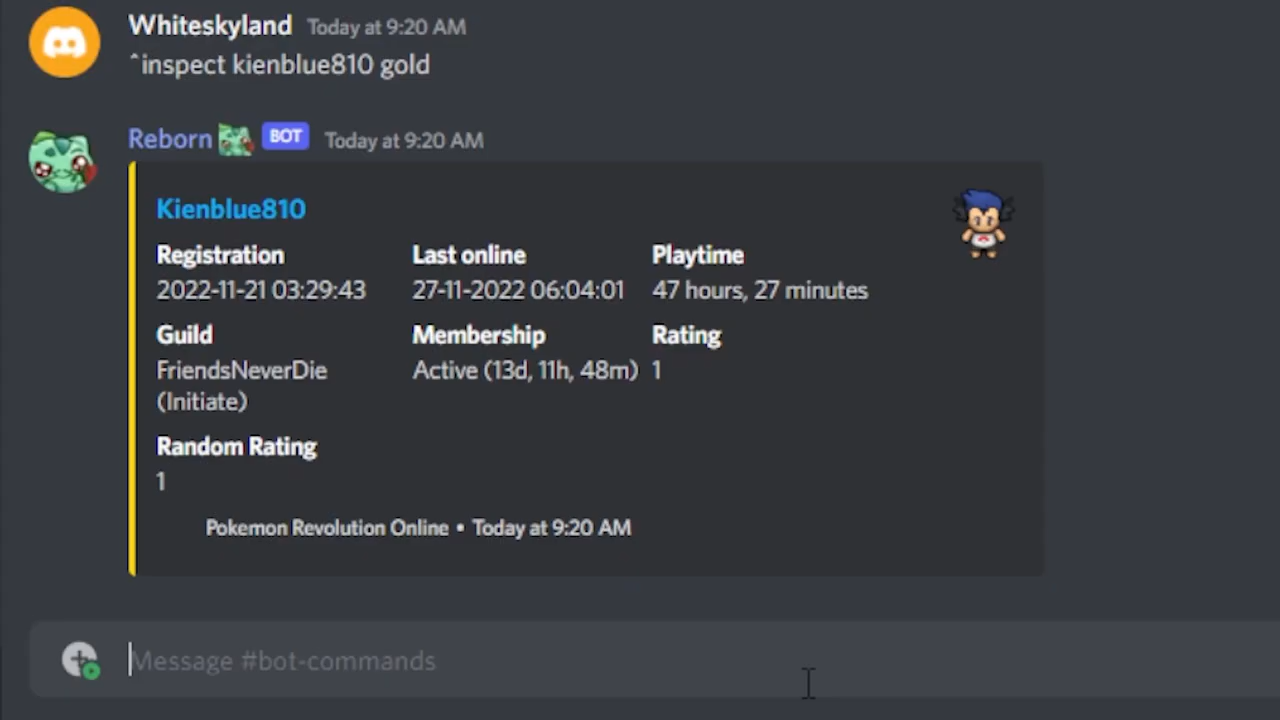 Whiteskyland Today at 9:20 AM
ˆinspect kienblue810 gold
Reborn BOT Today at 9:20 AM
Kienblue810
Registration Last online Playtime
2022-11-21 03:29:43 27-11-2022 06:04:01 47 hours, 27 minutes
Guild Membership Rating
FriendsNeverDie Active (13d, 11h, 48m) 1
(Initiate)
Random Rating
1
Pokemon Revolution Online • Today at 9:20 AM
Message #bot-commands